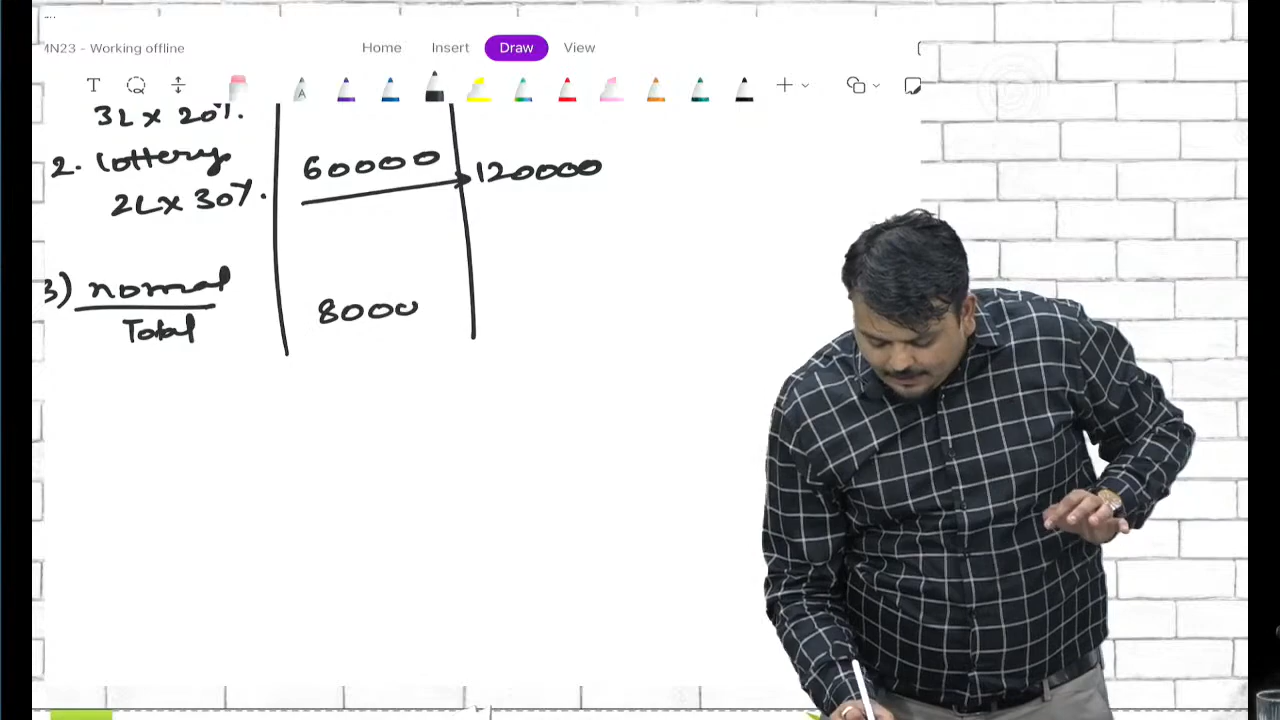 MN23 - Working offline
Home Insert Draw View
3L x 20%.
2. lottery 60000 120000
2L x 30%.
3) normal 8000
Total